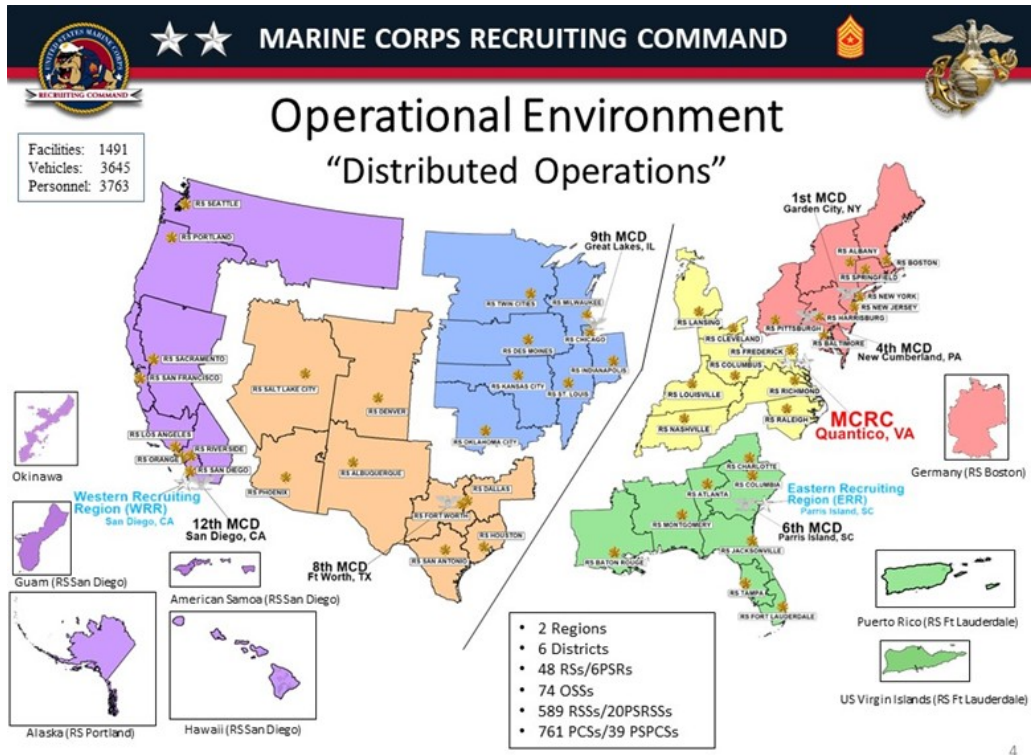 MARINE CORPS RECRUITING COMMAND
UNITED STATES MARINE CORPS
RECRUITING COMMAND
Operational Environment
“Distributed Operations”
Facilities: 1491
Vehicles: 3645
Personnel: 3763
RS SEATTLE
RS PORTLAND
RS SACRAMENTO
RS SAN FRANCISCO
RS LOS ANGELES
RS RIVERSIDE
RS ORANGE
RS SAN DIEGO
Western Recruiting
Region (WRR)
San Diego, CA
12th MCD
San Diego, CA
RS SALT LAKE CITY
RS DENVER
RS PHOENIX
RS ALBUQUERQUE
RS DALLAS
RS FORT WORTH
RS HOUSTON
RS SAN ANTONIO
8th MCD
Ft Worth, TX
9th MCD
Great Lakes, IL
RS TWIN CITIES
RS MILWAUKEE
RS CHICAGO
RS DES MOINES
RS INDIANAPOLIS
RS KANSAS CITY
RS ST. LOUIS
RS OKLAHOMA CITY
1st MCD
Garden City, NY
RS ALBANY
RS BOSTON
RS SPRINGFIELD
RS NEW YORK
RS NEW JERSEY
RS HARRISBURG
RS PITTSBURGH
RS BALTIMORE
4th MCD
New Cumberland, PA
RS LANSING
RS CLEVELAND
RS FREDERICK
RS COLUMBUS
RS LOUISVILLE
RS RICHMOND
RS NASHVILLE
RS RALEIGH
MCRC
Quantico, VA
RS CHARLOTTE
RS COLUMBIA
RS ATLANTA
RS MONTGOMERY
RS JACKSONVILLE
RS BATON ROUGE
RS TAMPA
RS FORT LAUDERDALE
Eastern Recruiting
Region (ERR)
Parris Island, SC
6th MCD
Parris Island, SC
Okinawa
Guam (RS San Diego)
American Samoa (RS San Diego)
Alaska (RS Portland)
Hawaii (RS San Diego)
Germany (RS Boston)
Puerto Rico (RS Ft Lauderdale)
US Virgin Islands (RS Ft Lauderdale)
• 2 Regions
• 6 Districts
• 48 RSs/6PSRs
• 74 OSSs
• 589 RSSs/20PSRSSs
• 761 PCSs/39 PSPCSs
4